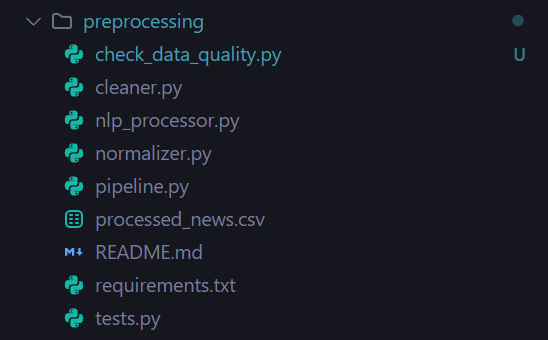 preprocessing
check_data_quality.py U
cleaner.py
nlp_processor.py
normalizer.py
pipeline.py
processed_news.csv
M↓ README.md
requirements.txt
tests.py